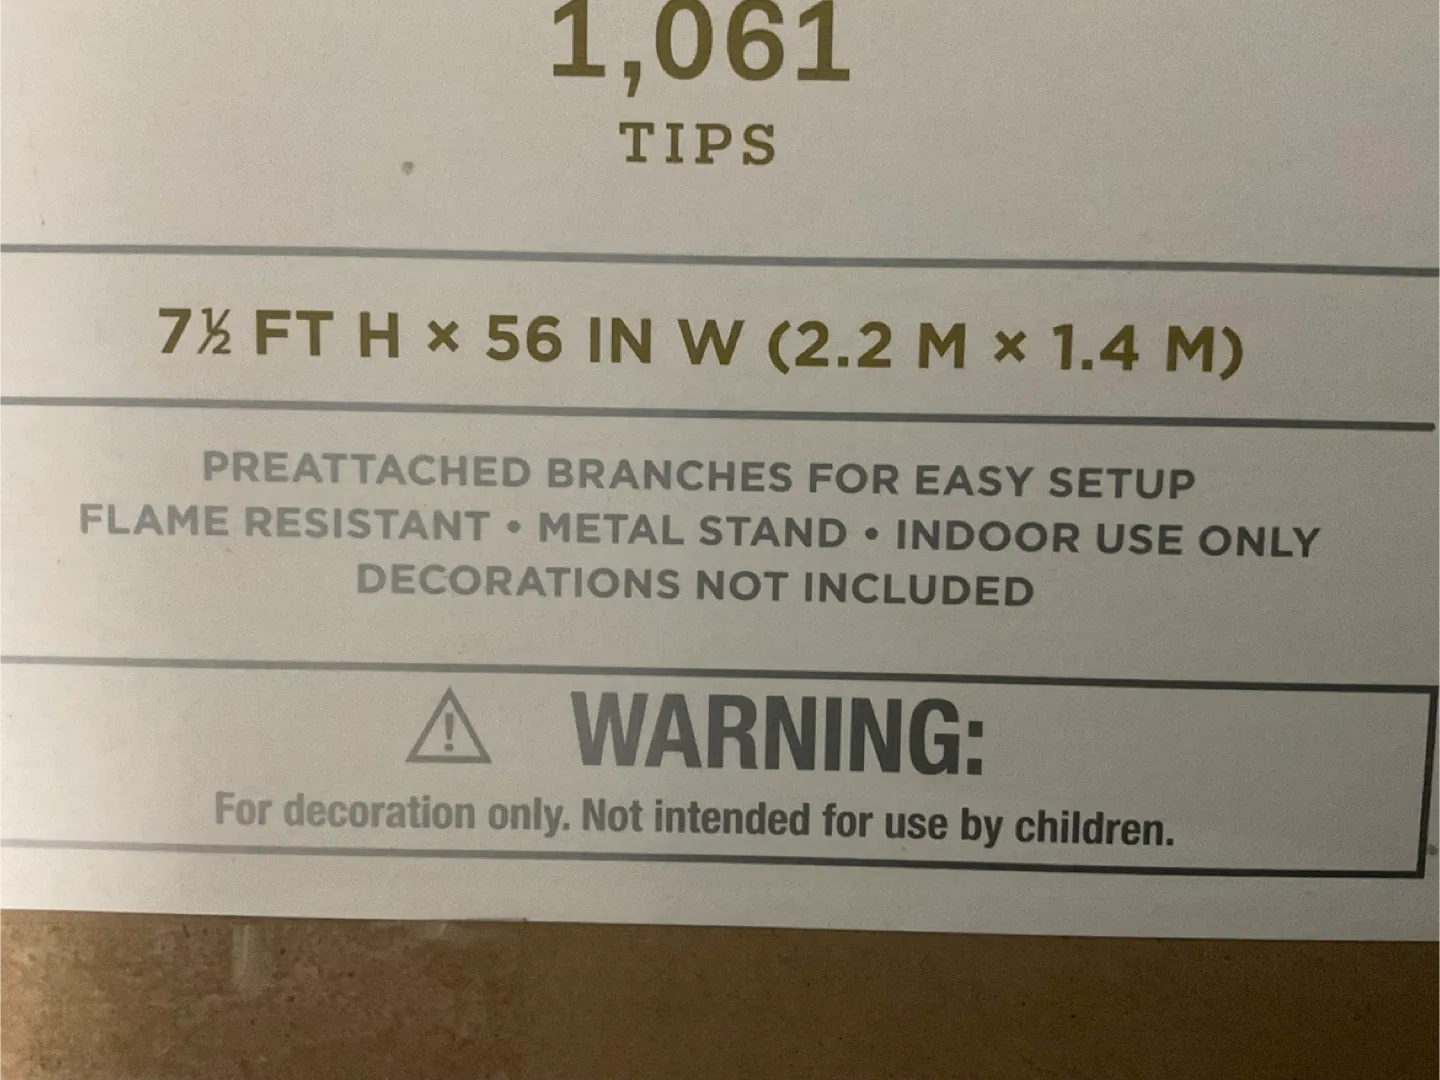 1,061
TIPS
7½ FT H × 56 IN W (2.2 M × 1.4 M)
PREATTACHED BRANCHES FOR EASY SETUP
FLAME RESISTANT • METAL STAND • INDOOR USE ONLY
DECORATIONS NOT INCLUDED
⚠ WARNING:
For decoration only. Not intended for use by children.